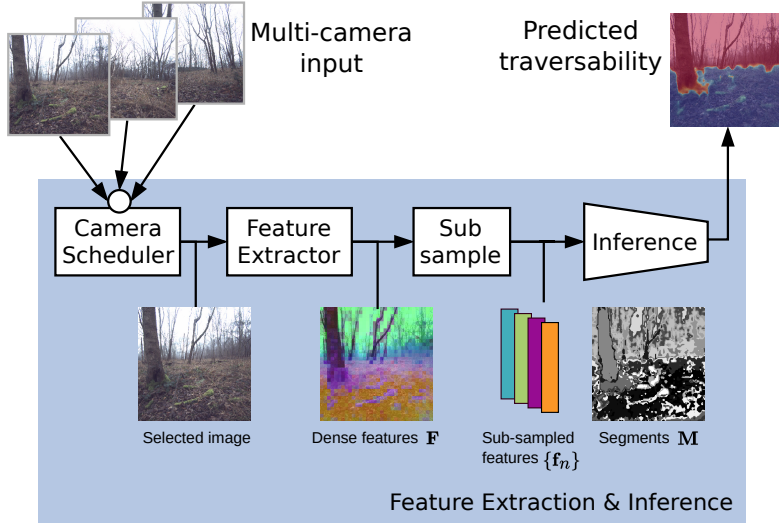 Multi-camera
input
Predicted
traversability
Camera
Scheduler
Feature
Extractor
Sub
sample
Inference
Selected image
Dense features F
Sub-sampled
features {fₙ}
Segments M
Feature Extraction & Inference